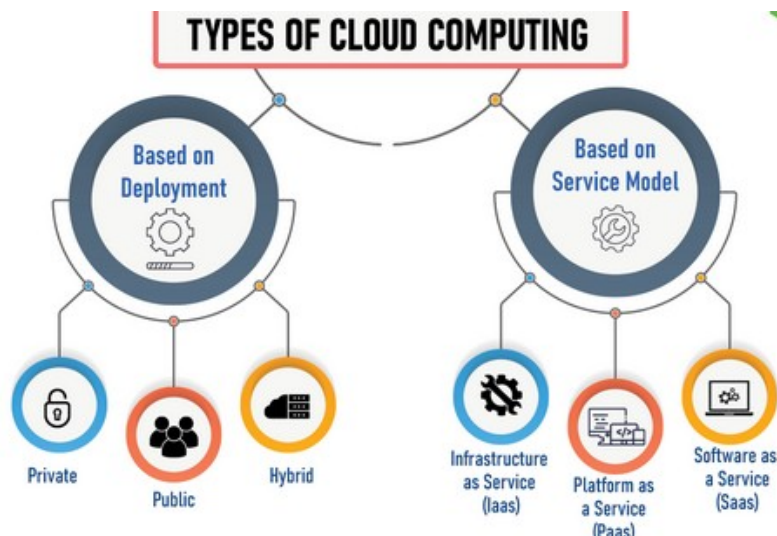 TYPES OF CLOUD COMPUTING
Based on
Deployment
Based on
Service Model
Private
Public
Hybrid
Infrastructure
as Service
(Iaas)
Platform as
a Service
(Paas)
Software as
a Service
(Saas)